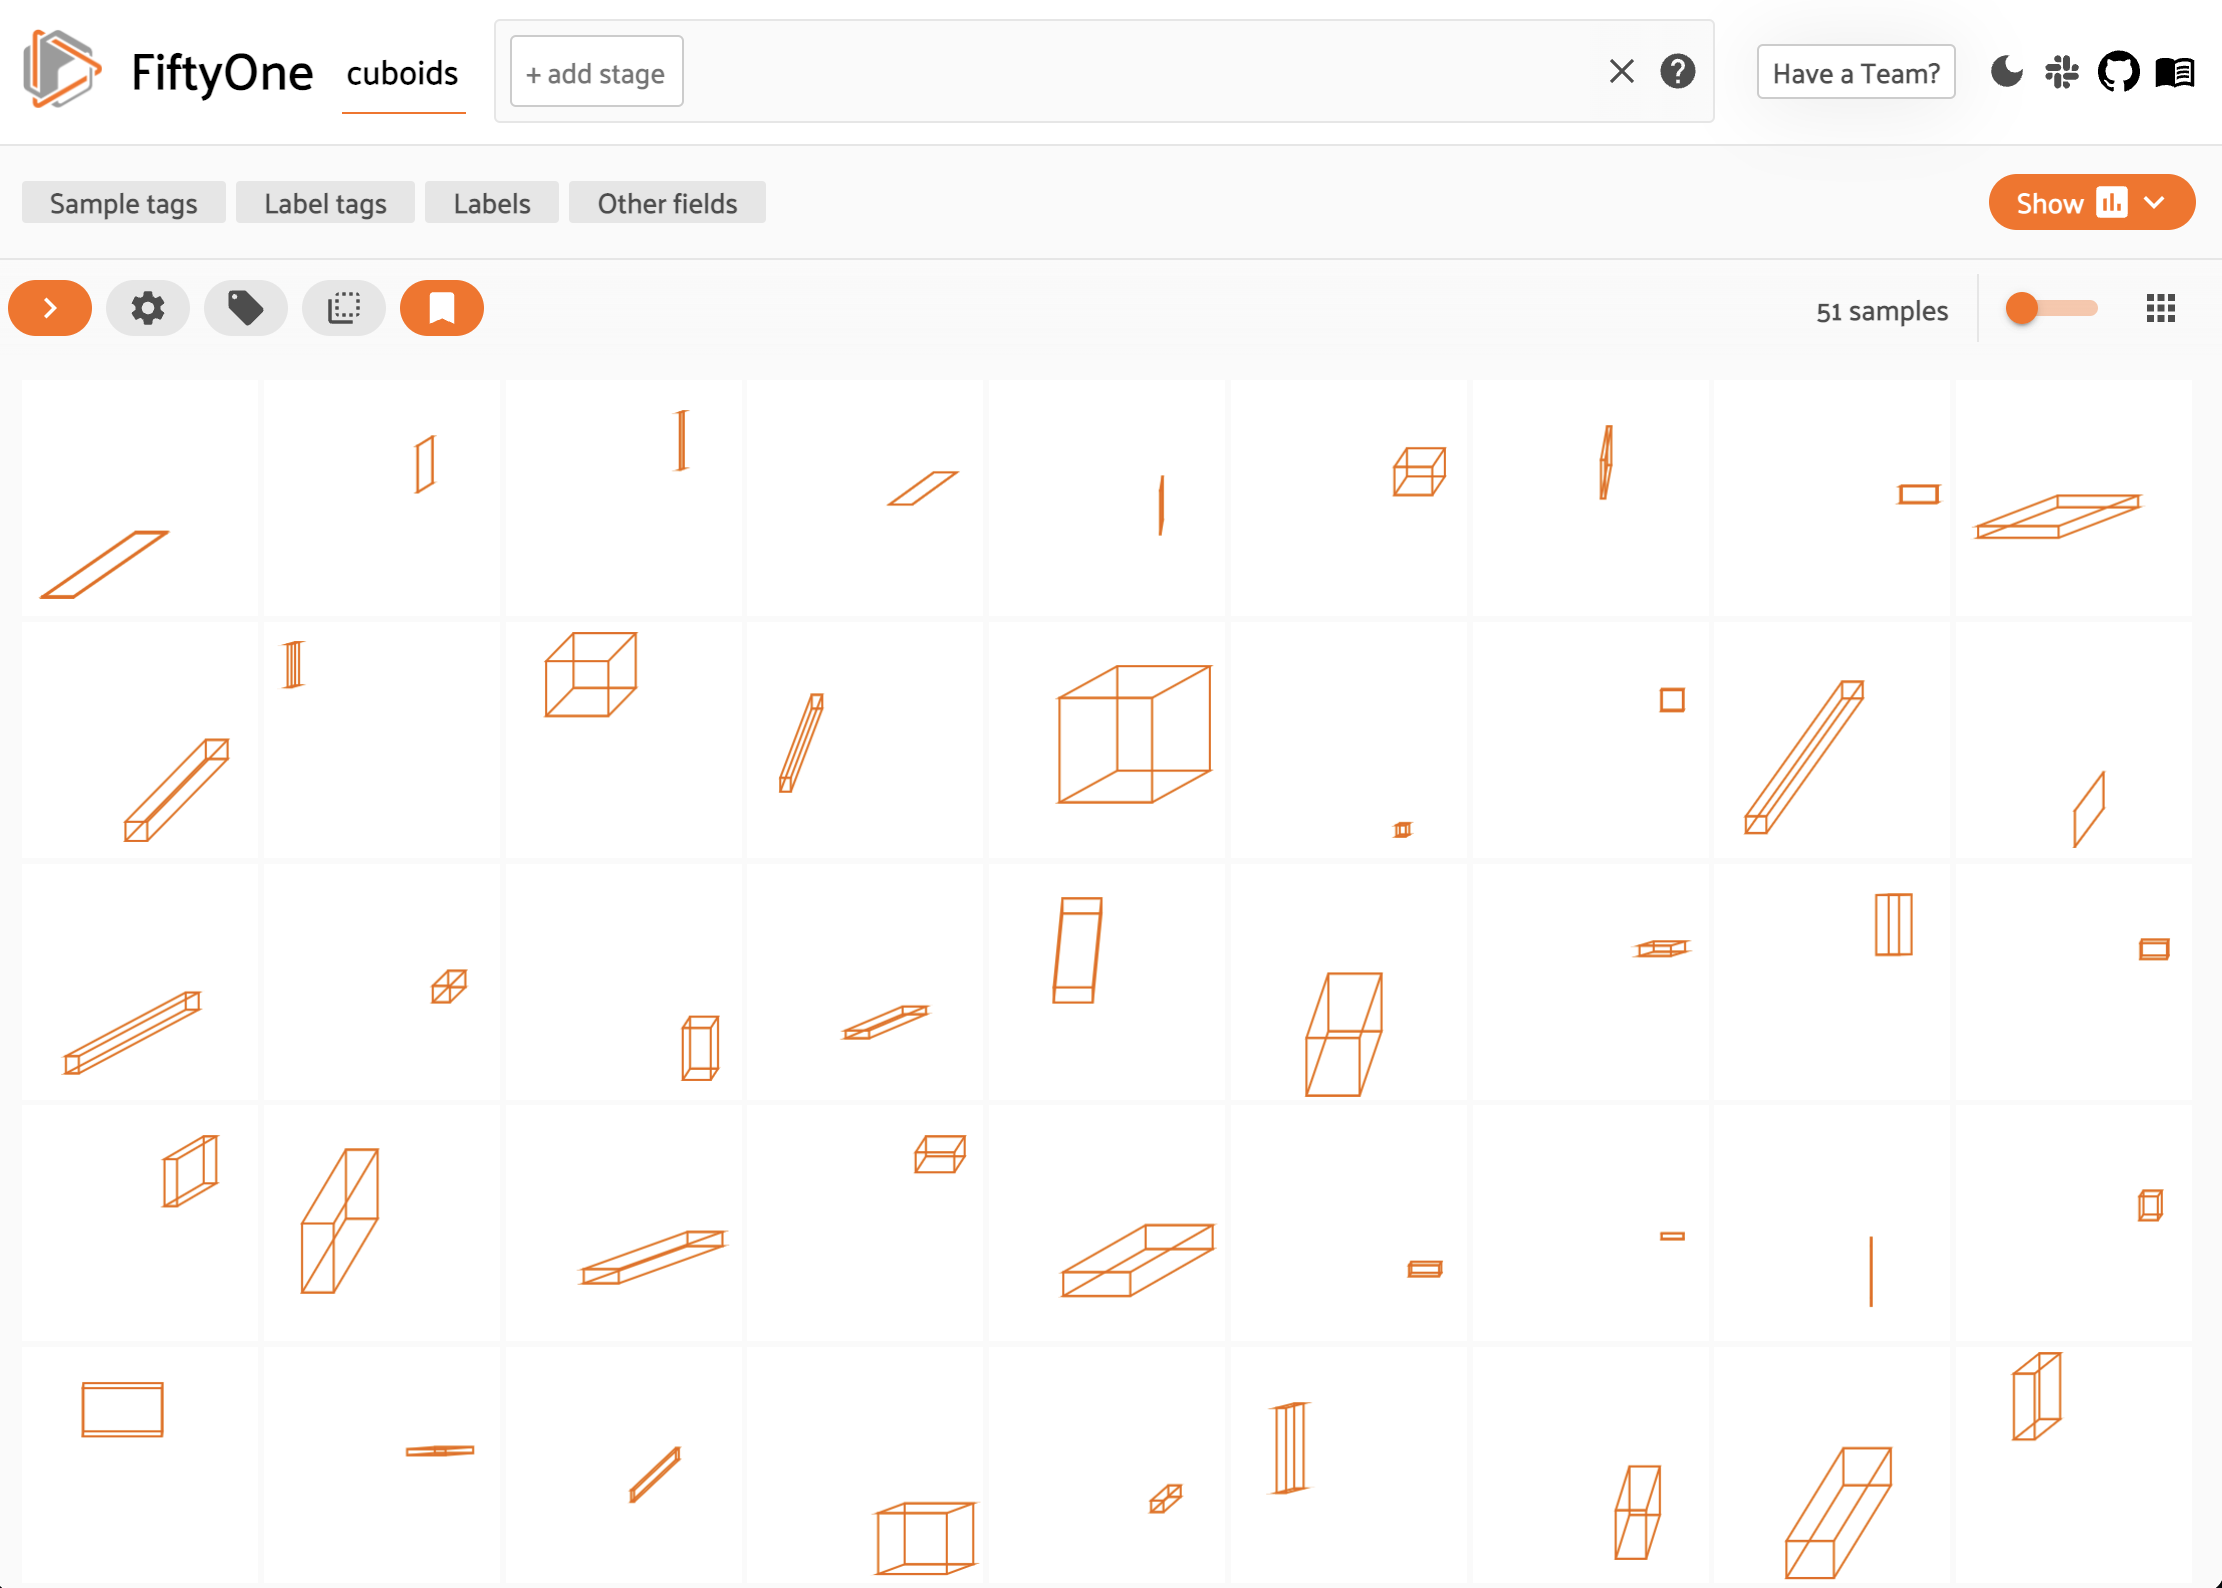 FiftyOne cuboids + add stage Have a Team?
Sample tags Label tags Labels Other fields Show
51 samples